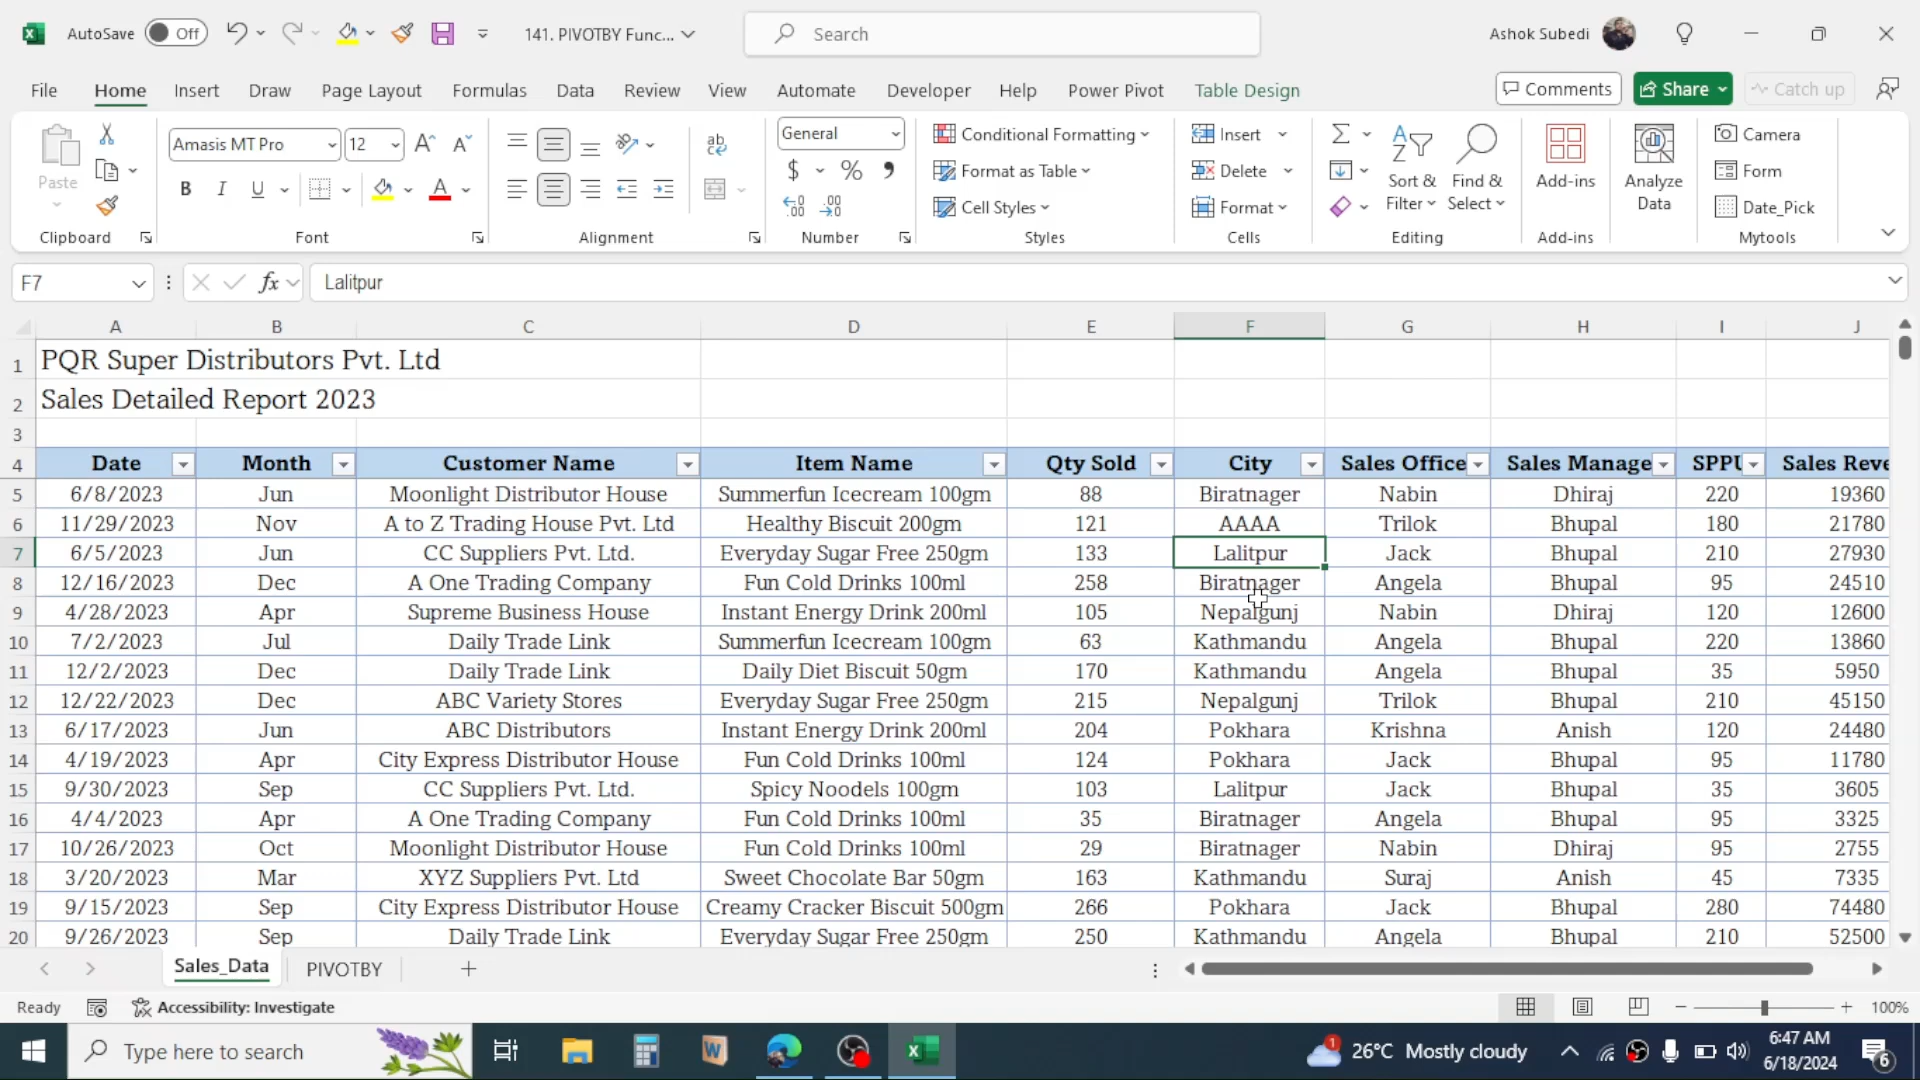 AutoSave Off 141. PIVOTBY Func... Search Ashok Subedi
File Home Insert Draw Page Layout Formulas Data Review View Automate Developer Help Power Pivot Table Design Comments Share Catch up
Paste Amasis MT Pro 12 General Conditional Formatting Insert Camera
$ % Format as Table Delete Sort & Filter Find & Select Add-ins Analyze Data Form
B I U A Cell Styles Format Date_Pick
Clipboard Font Alignment Number Styles Cells Editing Add-ins Mytools
F7 fx Lalitpur
A B C D E F G H I J
1 PQR Super Distributors Pvt. Ltd
2 Sales Detailed Report 2023
3
4 Date Month Customer Name Item Name Qty Sold City Sales Office Sales Manage SPPU Sales Reve
5 6/8/2023 Jun Moonlight Distributor House Summerfun Icecream 100gm 88 Biratnager Nabin Dhiraj 220 19360
6 11/29/2023 Nov A to Z Trading House Pvt. Ltd Healthy Biscuit 200gm 121 AAAA Trilok Bhupal 180 21780
7 6/5/2023 Jun CC Suppliers Pvt. Ltd. Everyday Sugar Free 250gm 133 Lalitpur Jack Bhupal 210 27930
8 12/16/2023 Dec A One Trading Company Fun Cold Drinks 100ml 258 Biratnager Angela Bhupal 95 24510
9 4/28/2023 Apr Supreme Business House Instant Energy Drink 200ml 105 Nepalgunj Nabin Dhiraj 120 12600
10 7/2/2023 Jul Daily Trade Link Summerfun Icecream 100gm 63 Kathmandu Angela Bhupal 220 13860
11 12/2/2023 Dec Daily Trade Link Daily Diet Biscuit 50gm 170 Kathmandu Angela Bhupal 35 5950
12 12/22/2023 Dec ABC Variety Stores Everyday Sugar Free 250gm 215 Nepalgunj Trilok Bhupal 210 45150
13 6/17/2023 Jun ABC Distributors Instant Energy Drink 200ml 204 Pokhara Krishna Anish 120 24480
14 4/19/2023 Apr City Express Distributor House Fun Cold Drinks 100ml 124 Pokhara Jack Bhupal 95 11780
15 9/30/2023 Sep CC Suppliers Pvt. Ltd. Spicy Noodels 100gm 103 Lalitpur Jack Bhupal 35 3605
16 4/4/2023 Apr A One Trading Company Fun Cold Drinks 100ml 35 Biratnager Angela Bhupal 95 3325
17 10/26/2023 Oct Moonlight Distributor House Fun Cold Drinks 100ml 29 Biratnager Nabin Dhiraj 95 2755
18 3/20/2023 Mar XYZ Suppliers Pvt. Ltd Sweet Chocolate Bar 50gm 163 Kathmandu Suraj Anish 45 7335
19 9/15/2023 Sep City Express Distributor House Creamy Cracker Biscuit 500gm 266 Pokhara Jack Bhupal 280 74480
20 9/26/2023 Sep Daily Trade Link Everyday Sugar Free 250gm 250 Kathmandu Angela Bhupal 210 52500
Sales_Data PIVOTBY
Ready Accessibility: Investigate 100%
Type here to search 26°C Mostly cloudy 6:47 AM
6/18/2024 6